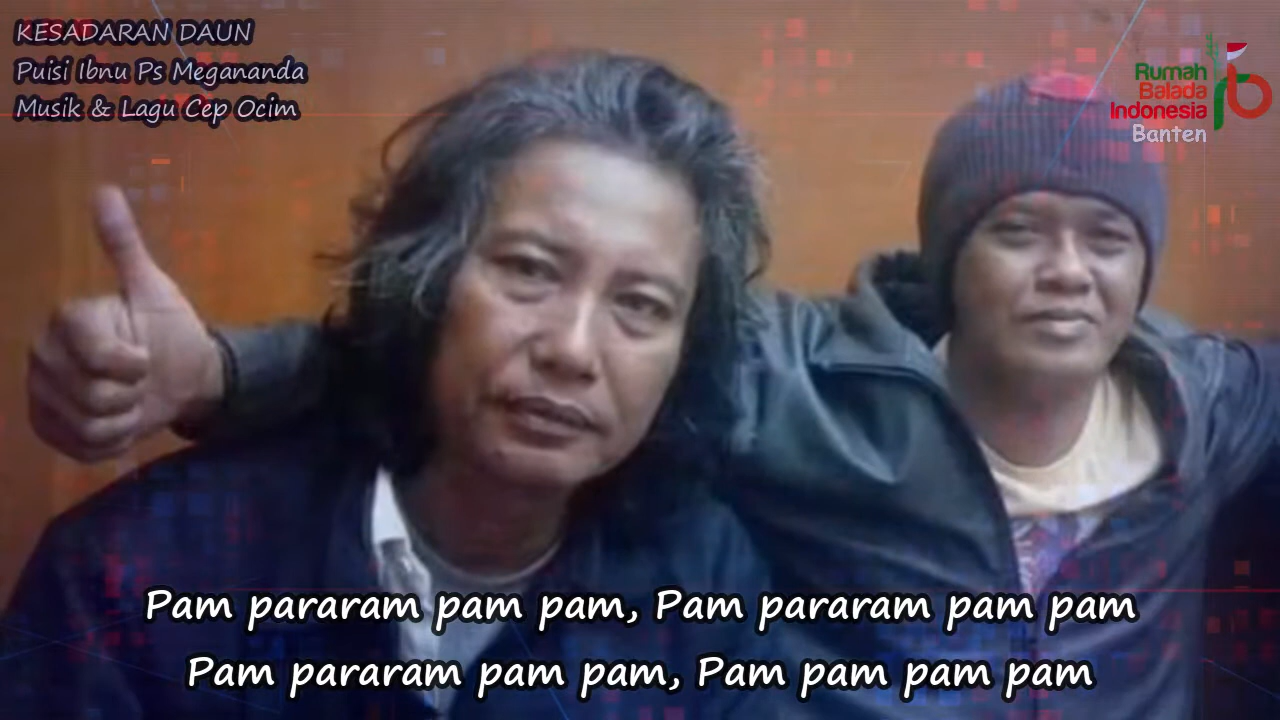 KESADARAN DAUN
Puisi Ibnu Ps Megananda
Musik & Lagu Cep Ocim
Rumah
Balada
Indonesia
Banten
Pam pararam pam pam, Pam pararam pam pam
Pam pararam pam pam, Pam pam pam pam